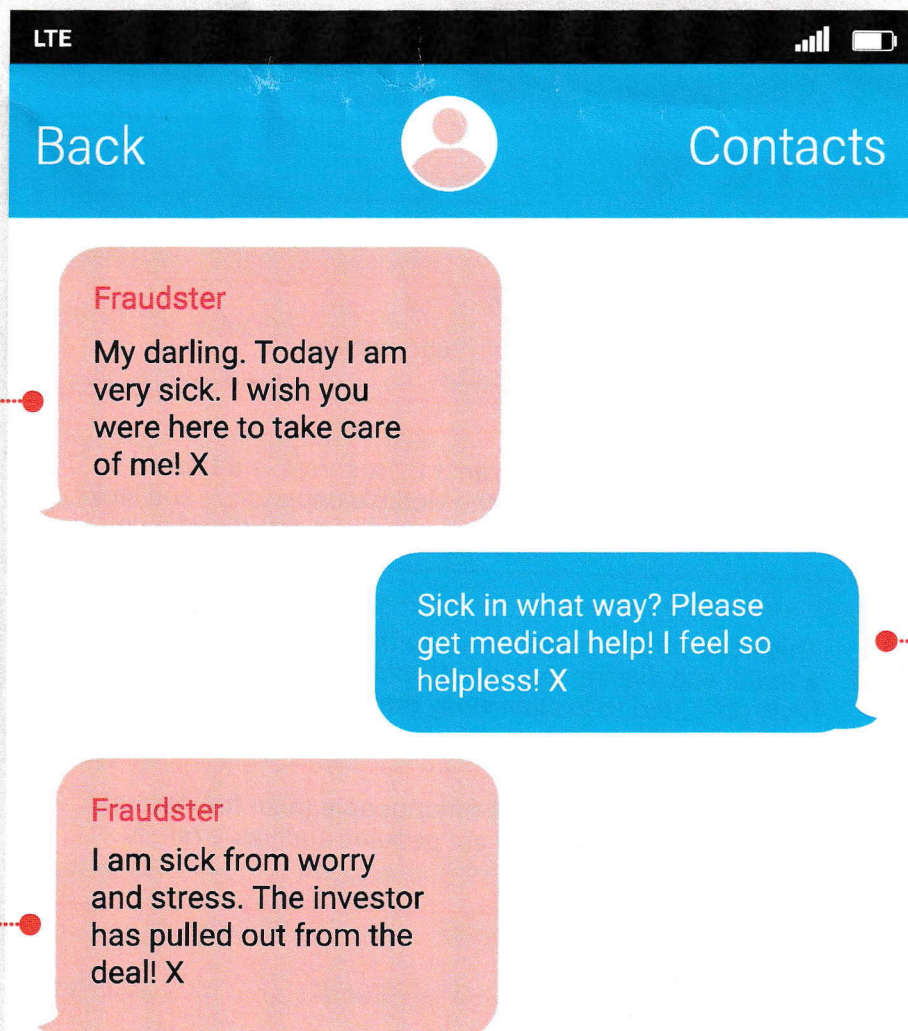 LTE
Back Contacts
Fraudster
My darling. Today I am
very sick. I wish you
were here to take care
of me! X
Sick in what way? Please
get medical help! I feel so
helpless! X
Fraudster
I am sick from worry
and stress. The investor
has pulled out from the
deal! X